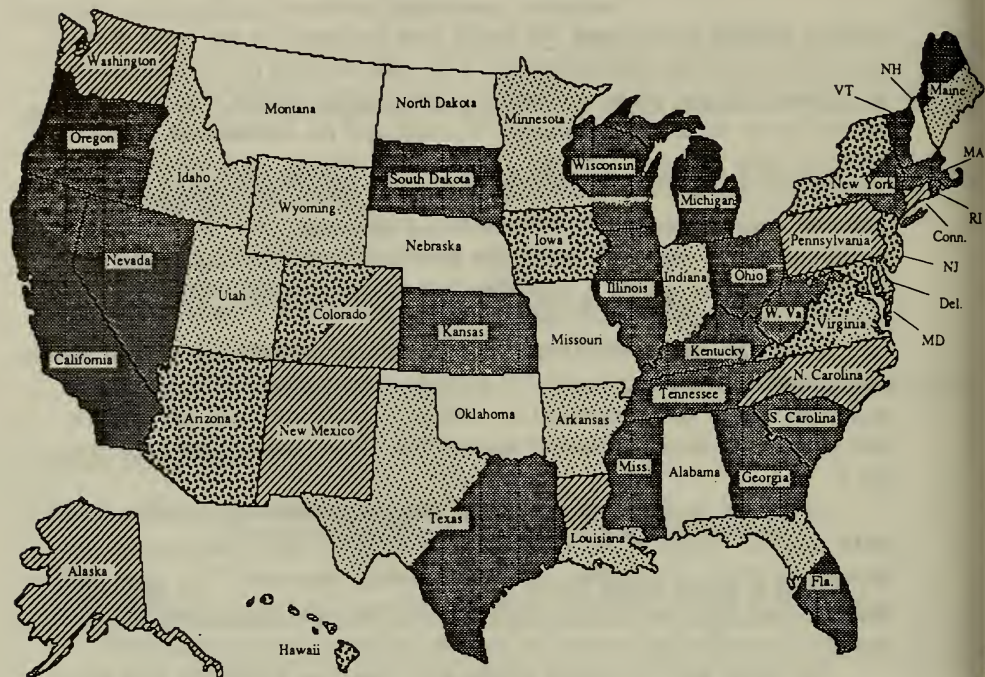 Washington
Montana
North Dakota
Minnesota
NH
VT
Maine
Oregon
Idaho
South Dakota
Wisconsin
Michigan
New York
MA
RI
Conn.
Wyoming
Nebraska
Iowa
Pennsylvania
NJ
Nevada
Utah
Colorado
Illinois
Indiana
Ohio
W. Va
Virginia
Del.
MD
California
Kansas
Missouri
Kentucky
N. Carolina
Tennessee
Arizona
New Mexico
Oklahoma
Arkansas
S. Carolina
Miss.
Alabama
Georgia
Texas
Louisiana
Fla.
Alaska
Hawaii